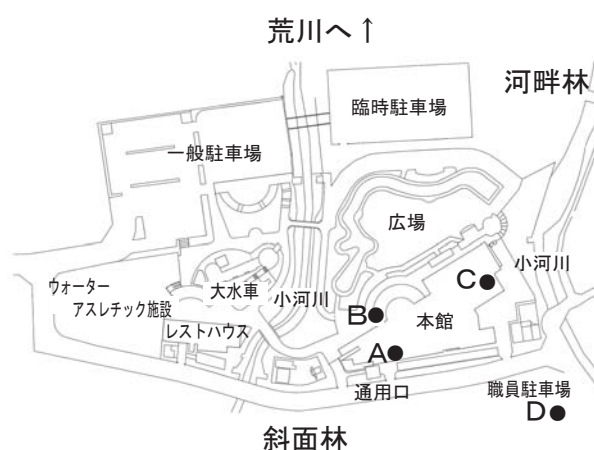 荒川へ↑
河畔林
臨時駐車場
一般駐車場
広場
小河川
C
ウォーター
アスレチック施設
大水車
小河川
B
本館
レストハウス
A
通用口
職員駐車場
D
斜面林